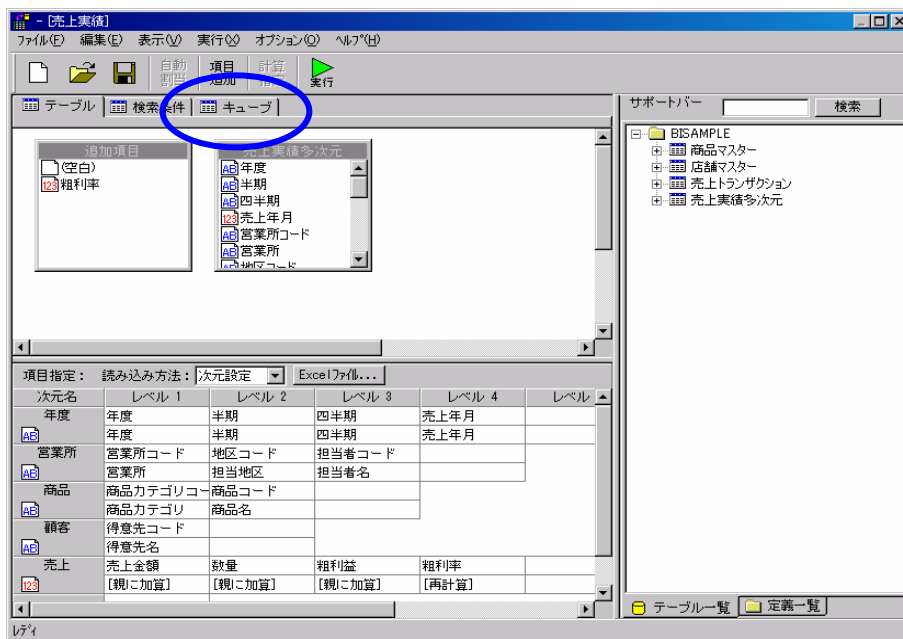 - [売上実績]
ファイル(F) 編集(E) 表示(V) 実行(X) オプション(O) ヘルプ(H)
自動割当 項目追加 計算指定 実行
テーブル 検索条件 キューブ
追加項目
(空白)
粗利率
売上実績多次元
年度
半期
四半期
売上年月
営業所コード
営業所
地区コード
項目指定: 読み込み方法: 次元設定 Excelファイル...
次元名 レベル 1 レベル 2 レベル 3 レベル 4 レベル
年度 年度 半期 四半期 売上年月
年度 半期 四半期 売上年月
営業所 営業所コード 地区コード 担当者コード
営業所 担当地区 担当者名
商品 商品カテゴリコー 商品コード
商品カテゴリ 商品名
顧客 得意先コード
得意先名
売上 売上金額 数量 粗利益 粗利率
[親に加算] [親に加算] [親に加算] [再計算]
サポートバー 検索
BISAMPLE
商品マスター
店舗マスター
売上トランザクション
売上実績多次元
テーブル一覧 定義一覧
レディ